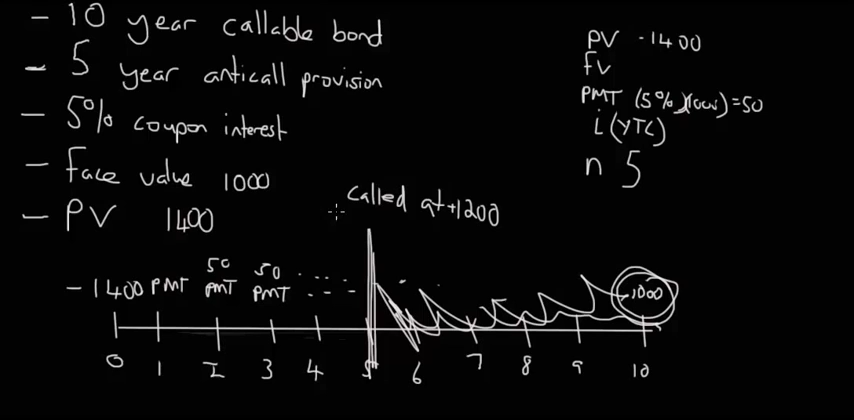 - 10 year callable bond
- 5 year anticall provision
- 5% coupon interest
- Face value 1000
- PV 1400
PV -1400
fv
PMT (5%)(1000)=50
i (YTC)
n 5
called at +1200
50 50
-1400 PMT PMT PMT 1000
0 1 2 3 4 5 6 7 8 9 10